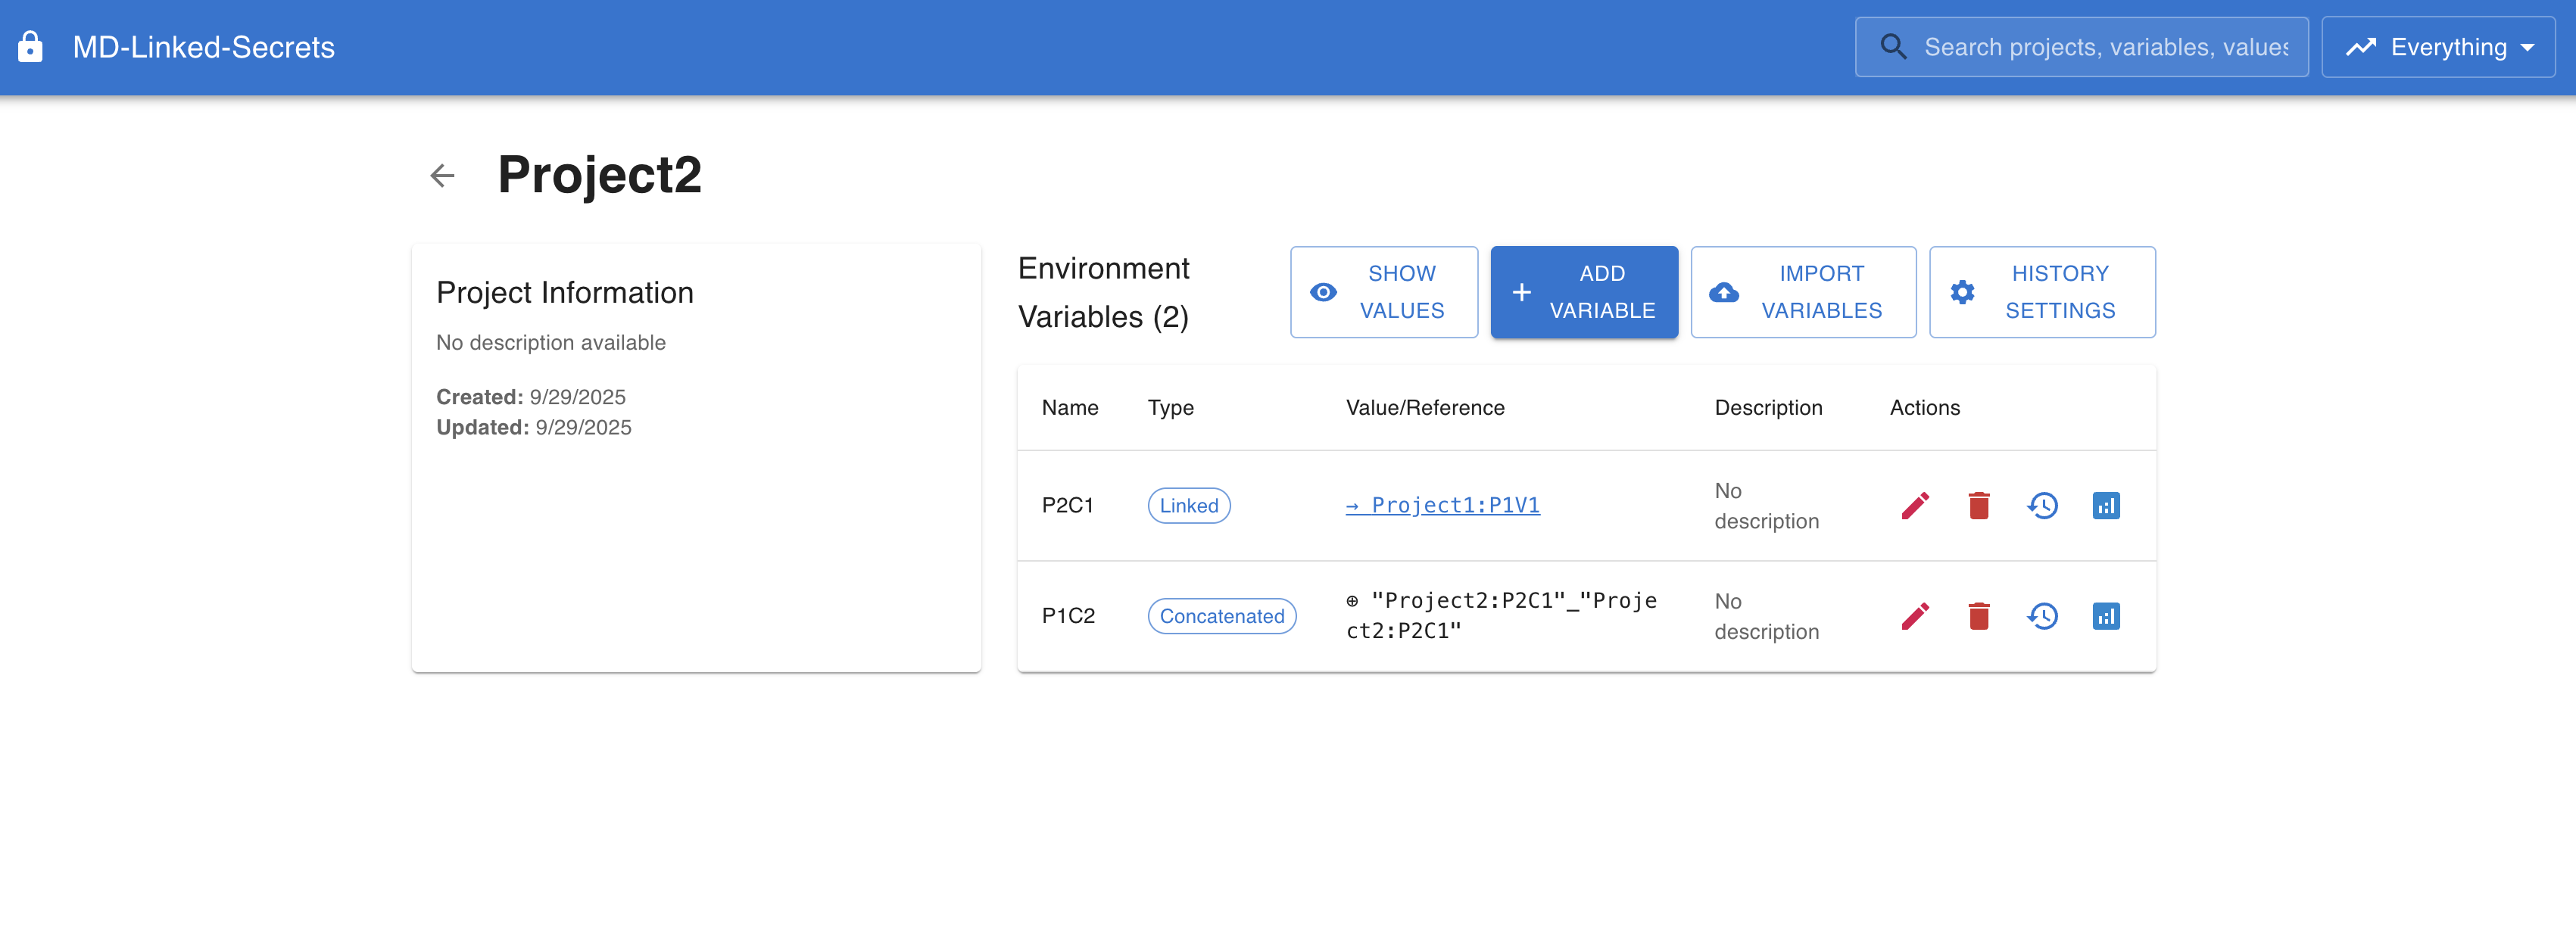 MD-Linked-Secrets
Search projects, variables, values
Everything
Project2
Project Information
No description available
Created: 9/29/2025
Updated: 9/29/2025
Environment
Variables (2)
SHOW
VALUES
ADD
VARIABLE
IMPORT
VARIABLES
HISTORY
SETTINGS
Name Type Value/Reference Description Actions
P2C1 Linked → Project1:P1V1 No
description
P1C2 Concatenated ⊕ "Project2:P2C1"_"Proje No
ct2:P2C1" description